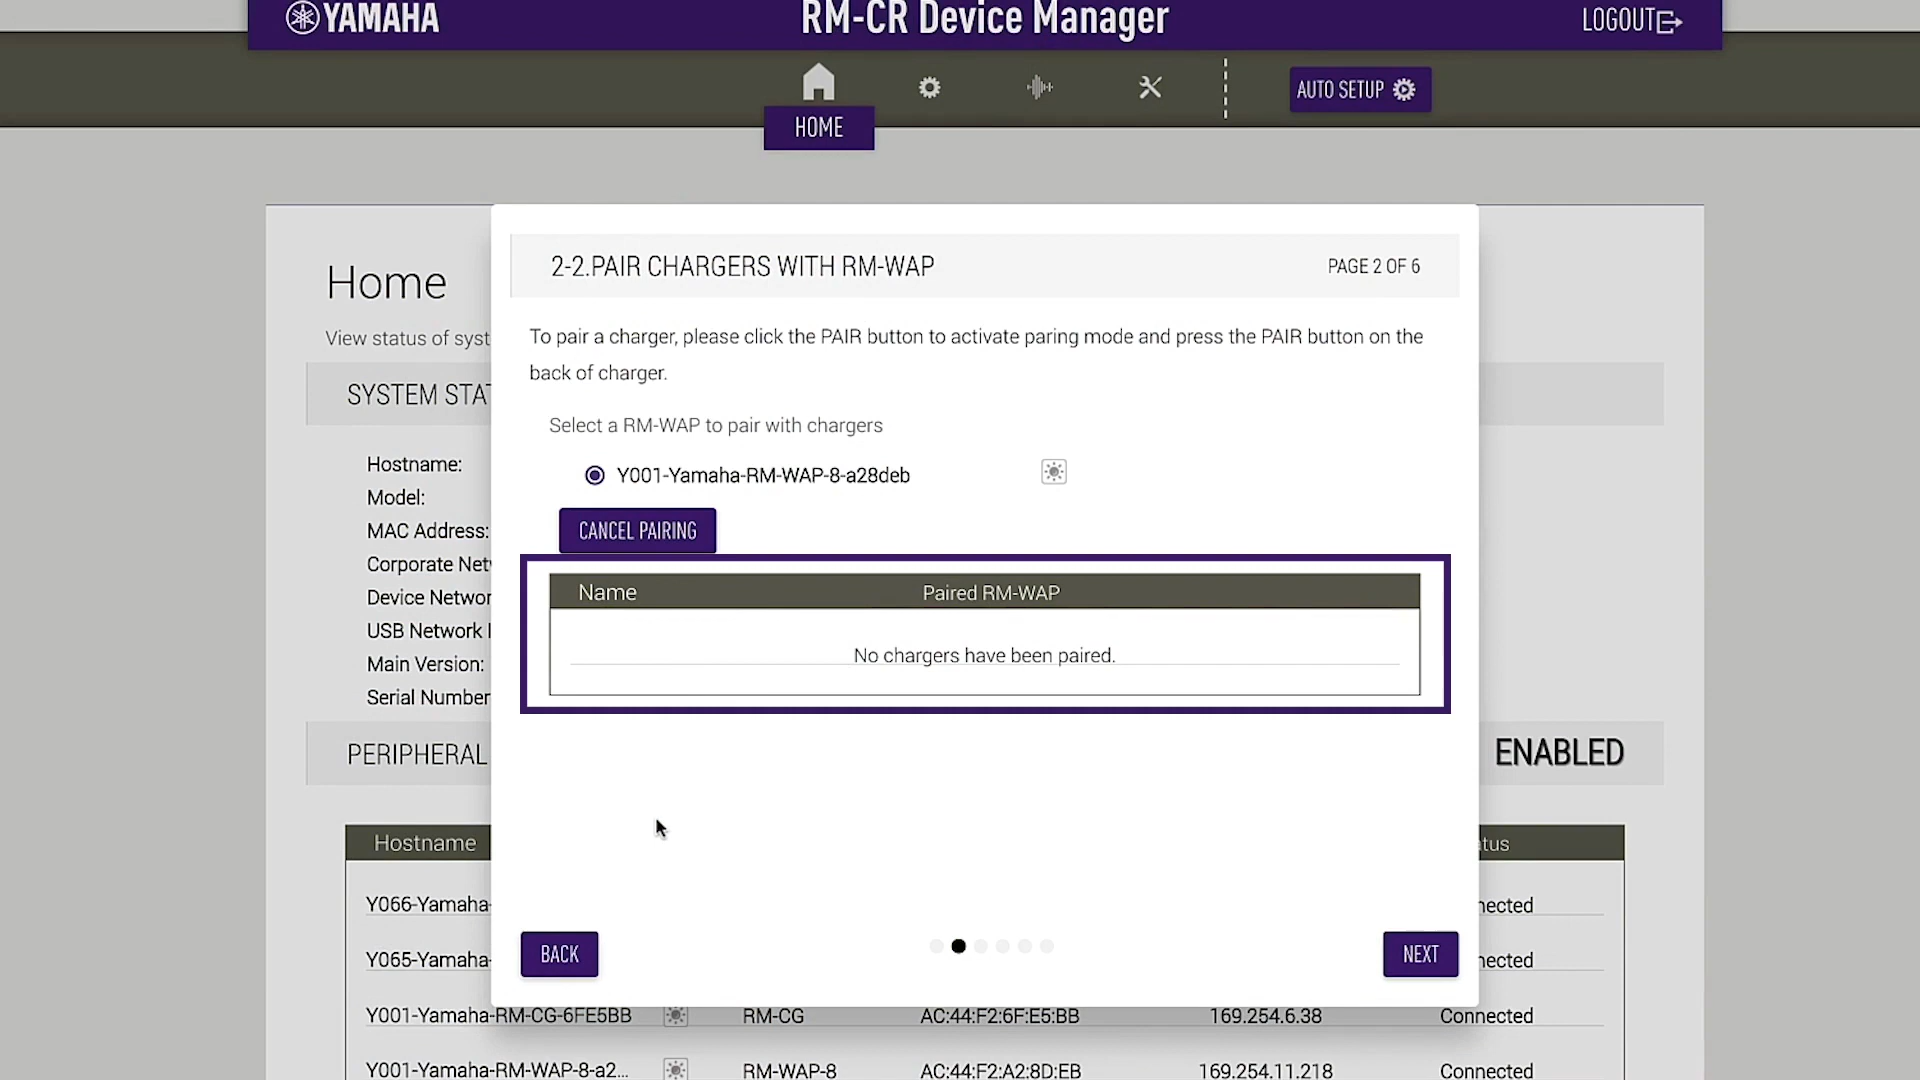 YAMAHA
RM-CR Device Manager
LOGOUT
AUTO SETUP
HOME
Home
View status of syst
SYSTEM STAT
Hostname:
Model:
MAC Address:
Corporate Net
Device Networ
USB Network I
Main Version:
Serial Number
PERIPHERAL
ENABLED
2-2.PAIR CHARGERS WITH RM-WAP
PAGE 2 OF 6
To pair a charger, please click the PAIR button to activate paring mode and press the PAIR button on the
back of charger.
Select a RM-WAP to pair with chargers
Y001-Yamaha-RM-WAP-8-a28deb
CANCEL PAIRING
Name Paired RM-WAP
No chargers have been paired.
BACK
NEXT
Hostname tus
Y066-Yamaha- nected
Y065-Yamaha- nected
Y001-Yamaha-RM-CG-6FE5BB RM-CG AC:44:F2:6F:E5:BB 169.254.6.38 Connected
Y001-Yamaha-RM-WAP-8-a2... RM-WAP-8 AC:44:F2:A2:8D:EB 169.254.11.218 Connected